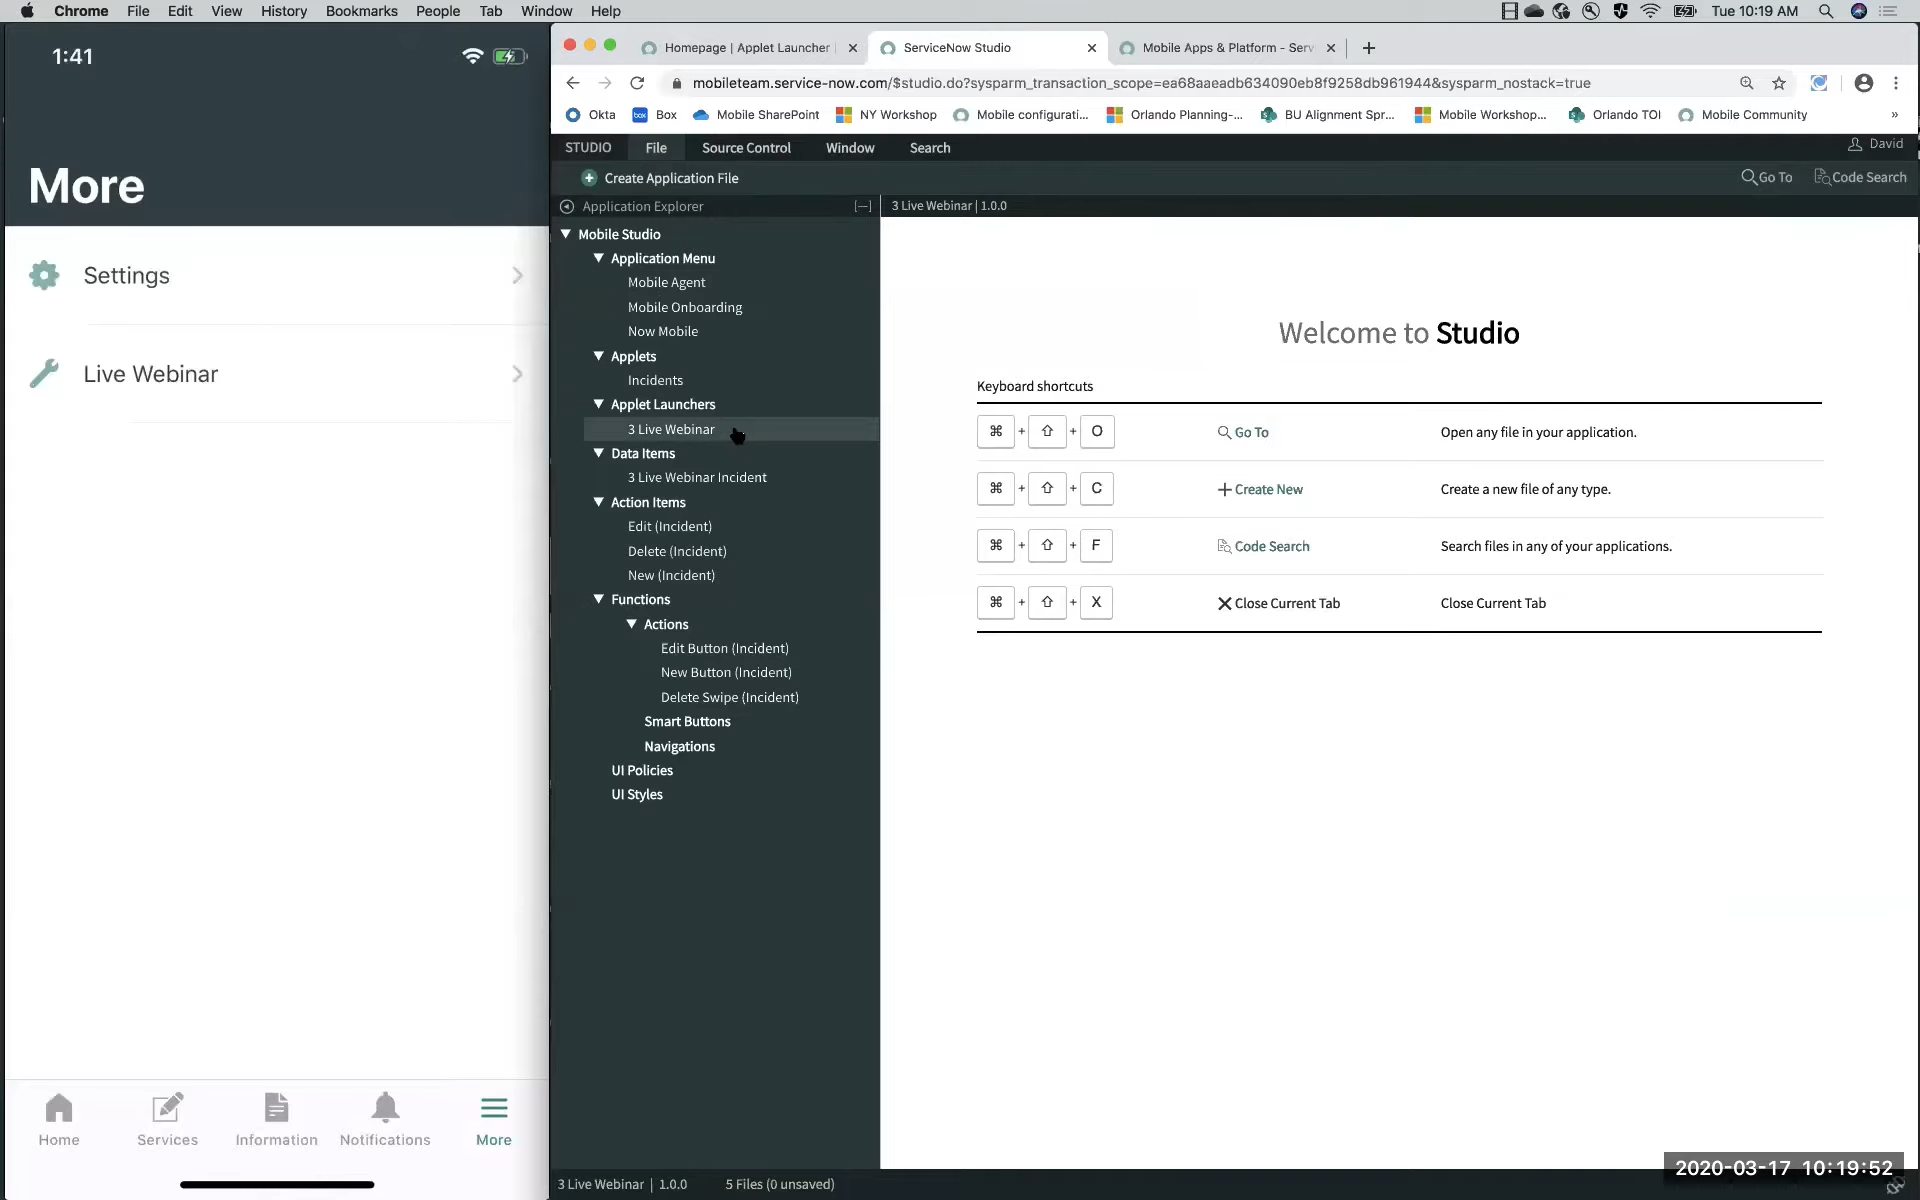 Chrome File Edit View History Bookmarks People Tab Window Help
Tue 10:19 AM
1:41
More
Settings
Live Webinar
Home
Services
Information
Notifications
More
Homepage | Applet Launcher
ServiceNow Studio
Mobile Apps & Platform - Serv
mobileteam.service-now.com/$studio.do?sysparm_transaction_scope=ea68aaeadb634090eb8f9258db961944&sysparm_nostack=true
Okta
Box
Mobile SharePoint
NY Workshop
Mobile configurati...
Orlando Planning-...
BU Alignment Spr...
Mobile Workshop...
Orlando TOI
Mobile Community
»
STUDIO File Source Control Window Search
David
Create Application File
Go To
Code Search
Application Explorer
[—]
3 Live Webinar | 1.0.0
Mobile Studio
Application Menu
Mobile Agent
Mobile Onboarding
Now Mobile
Applets
Incidents
Applet Launchers
3 Live Webinar
Data Items
3 Live Webinar Incident
Action Items
Edit (Incident)
Delete (Incident)
New (Incident)
Functions
Actions
Edit Button (Incident)
New Button (Incident)
Delete Swipe (Incident)
Smart Buttons
Navigations
UI Policies
UI Styles
Welcome to Studio
Keyboard shortcuts
⌘ + ⇧ + O Go To Open any file in your application.
⌘ + ⇧ + C Create New Create a new file of any type.
⌘ + ⇧ + F Code Search Search files in any of your applications.
⌘ + ⇧ + X Close Current Tab Close Current Tab
3 Live Webinar | 1.0.0 5 Files (0 unsaved)
2020-03-17 10:19:52